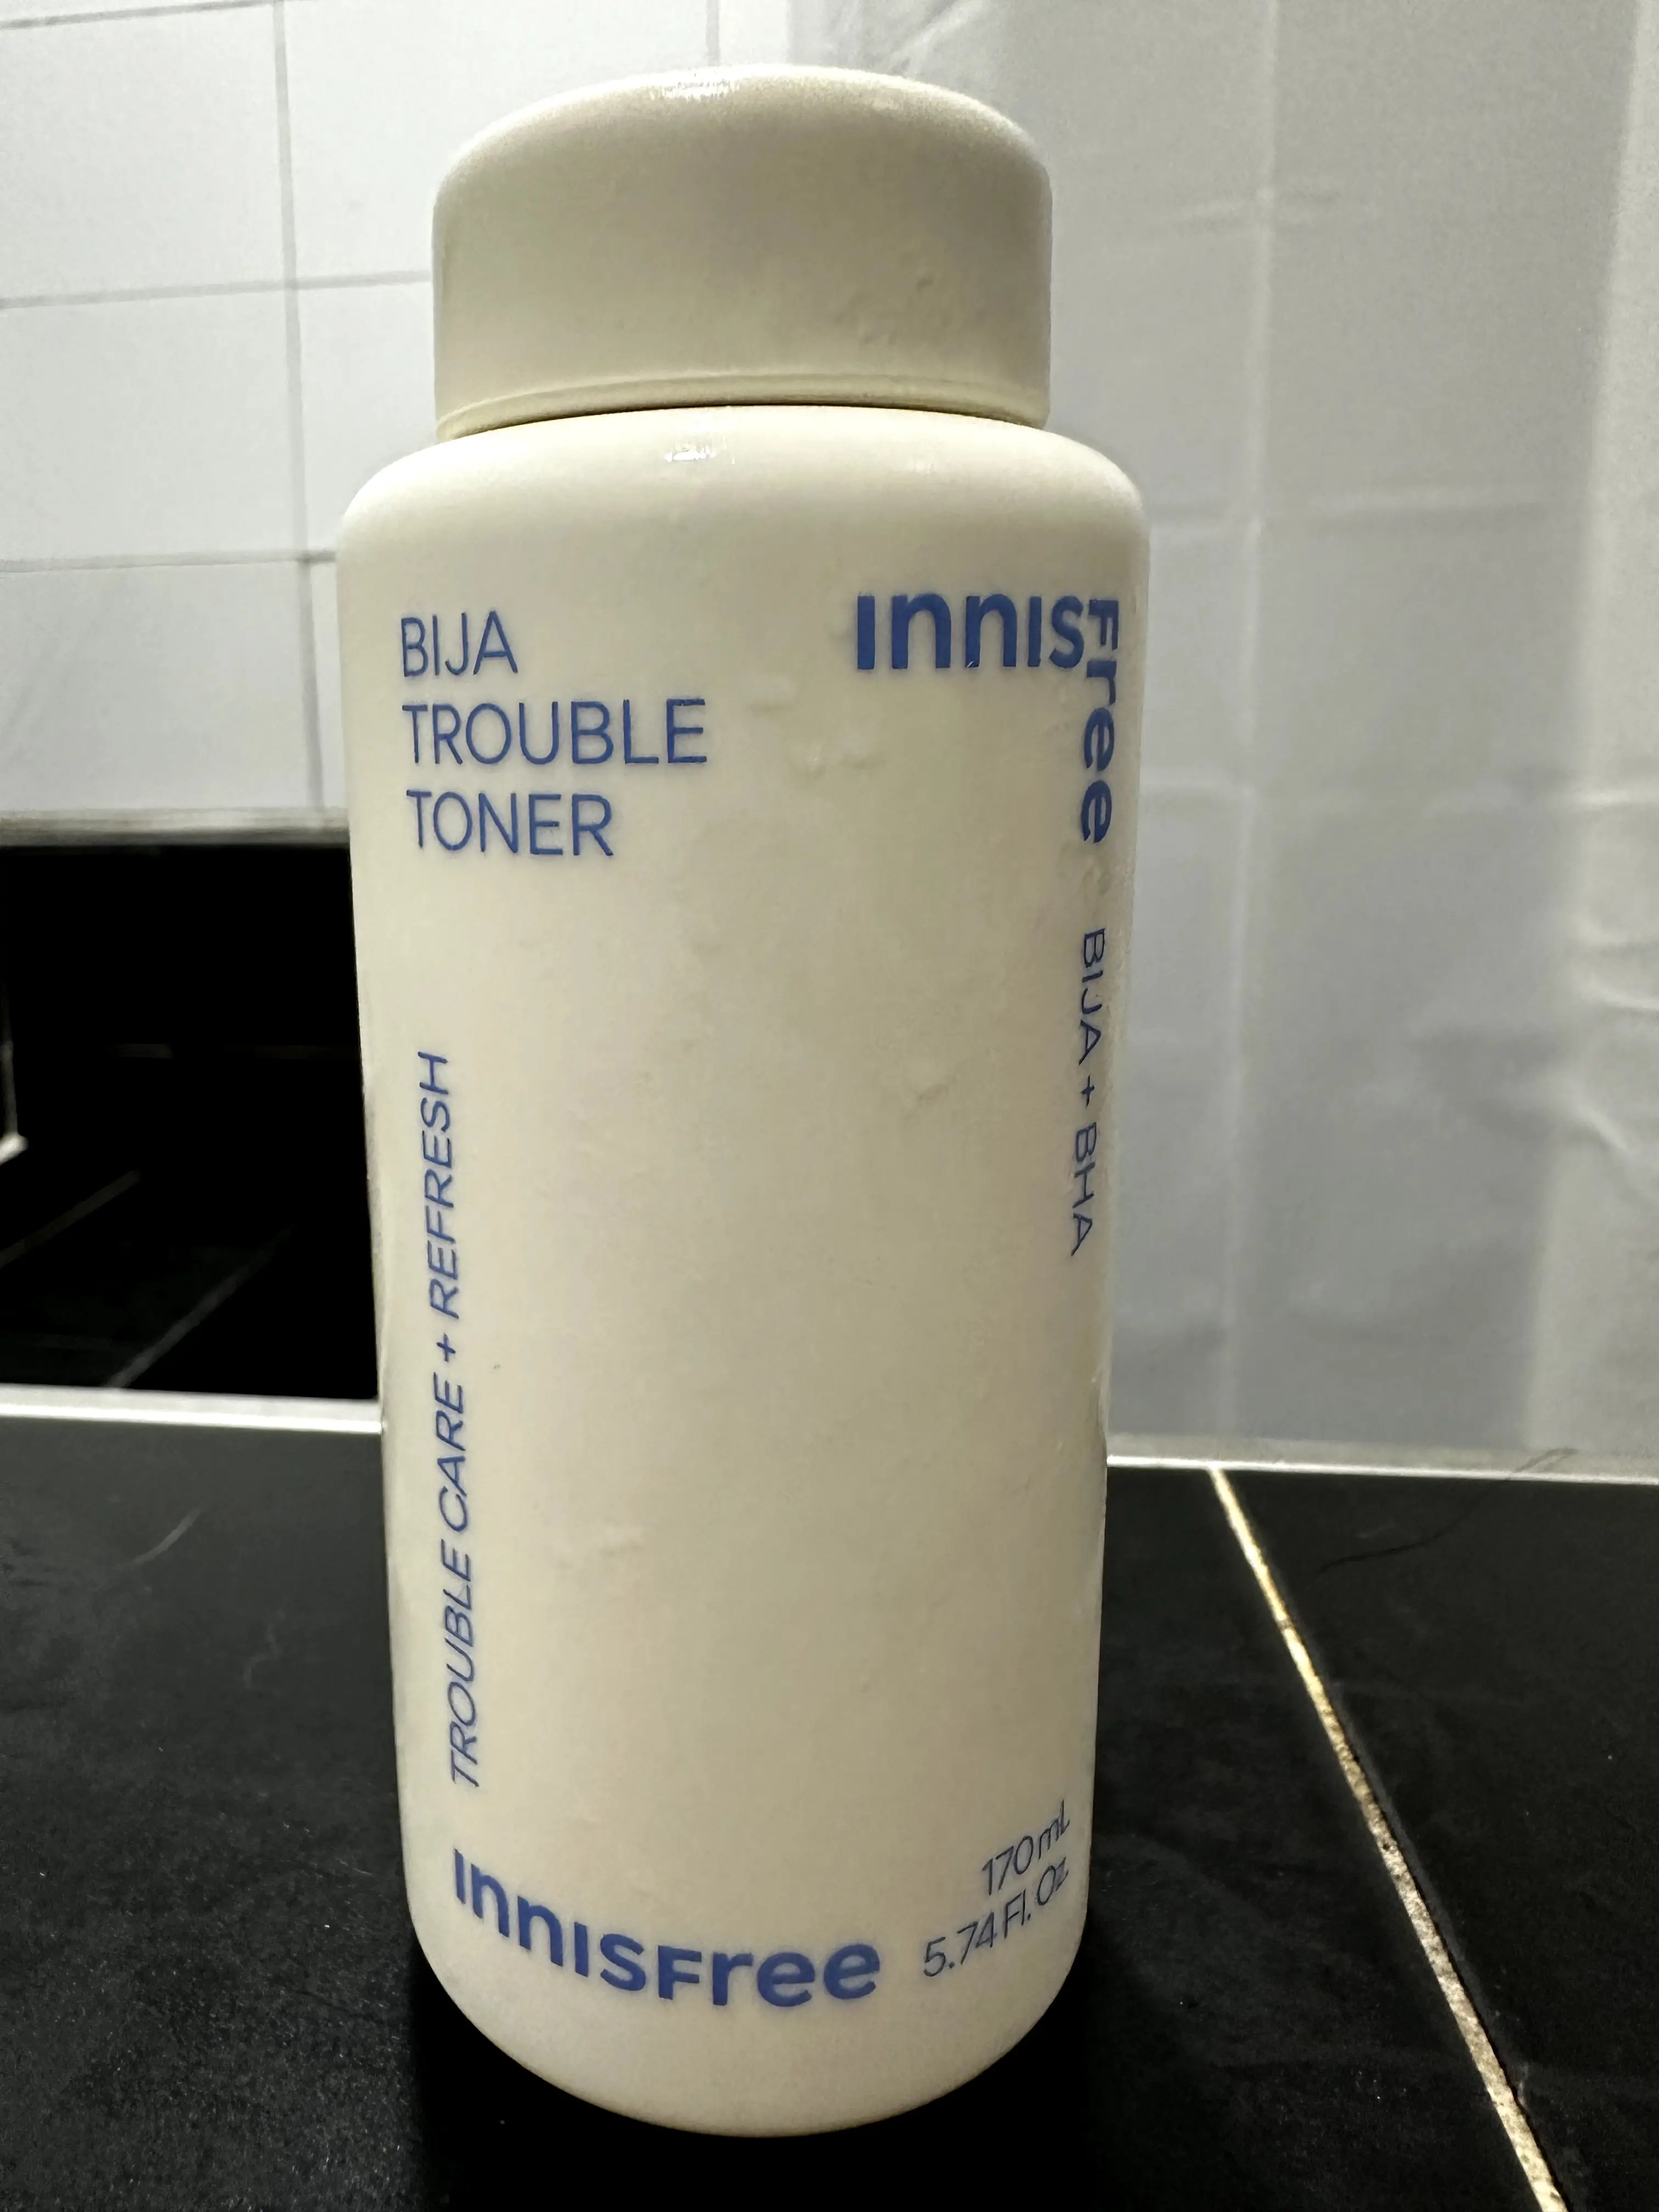 BIJA
TROUBLE
TONER
INNISFree
BIJA + BHA
TROUBLE CARE + REFRESH
INNISFree
170mL
5.74 Fl. Oz